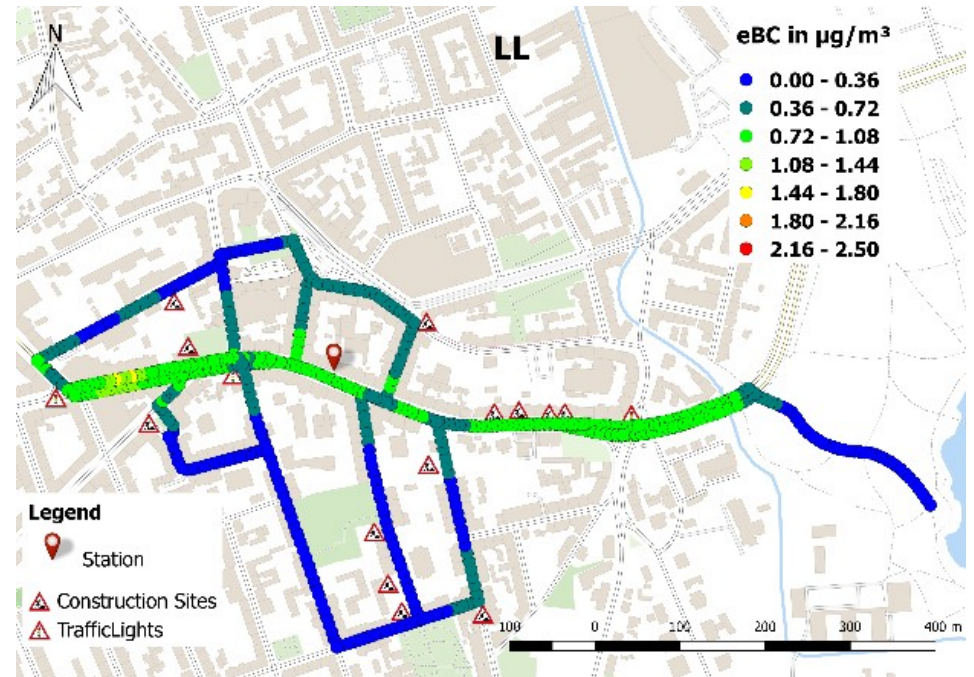 N
LL
eBC in µg/m³
0.00 - 0.36
0.36 - 0.72
0.72 - 1.08
1.08 - 1.44
1.44 - 1.80
1.80 - 2.16
2.16 - 2.50
Legend
Station
Construction Sites
TrafficLights
100 0 100 200 300 400 m